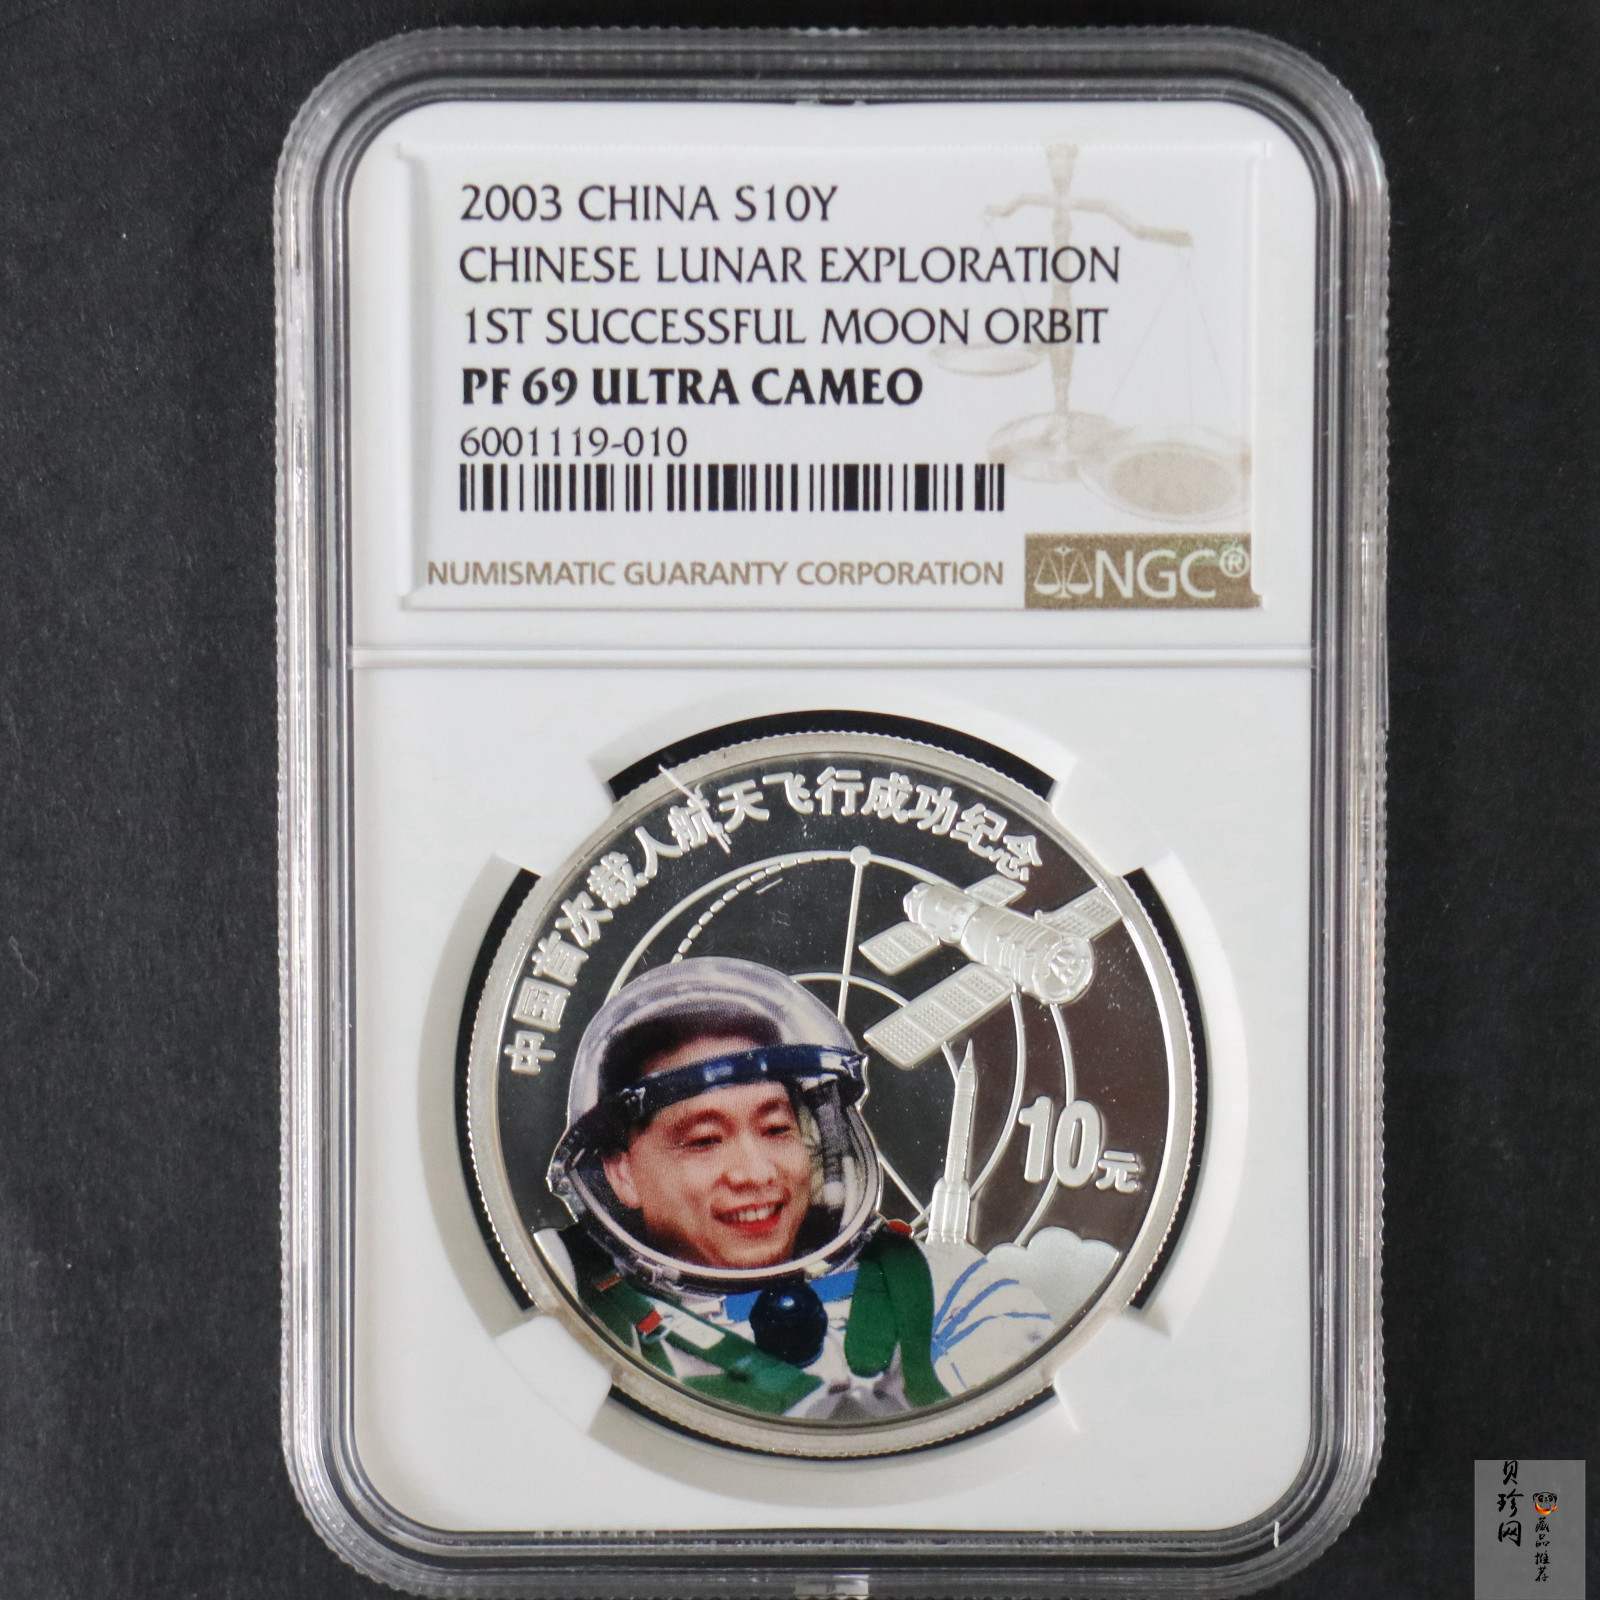 2003 CHINA S10Y
CHINESE LUNAR EXPLORATION
1ST SUCCESSFUL MOON ORBIT
PF 69 ULTRA CAMEO
6001119-010
NUMISMATIC GUARANTY CORPORATION
NGC®
中国首次载人航天飞行成功纪念
10元
贝珍网
藏品推荐